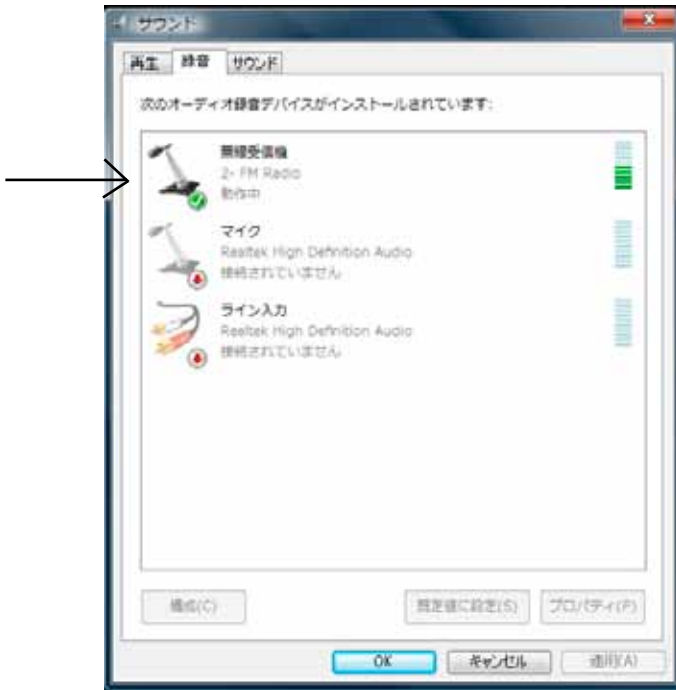 サウンド
再生 録音 サウンド
次のオーディオ録音デバイスがインストールされています:
無線受信機
2- FM Radio
動作中
マイク
Realtek High Definition Audio
接続されていません
ライン入力
Realtek High Definition Audio
接続されていません
構成(C) 既定値に設定(S) プロパティ(P)
OK キャンセル 適用(A)